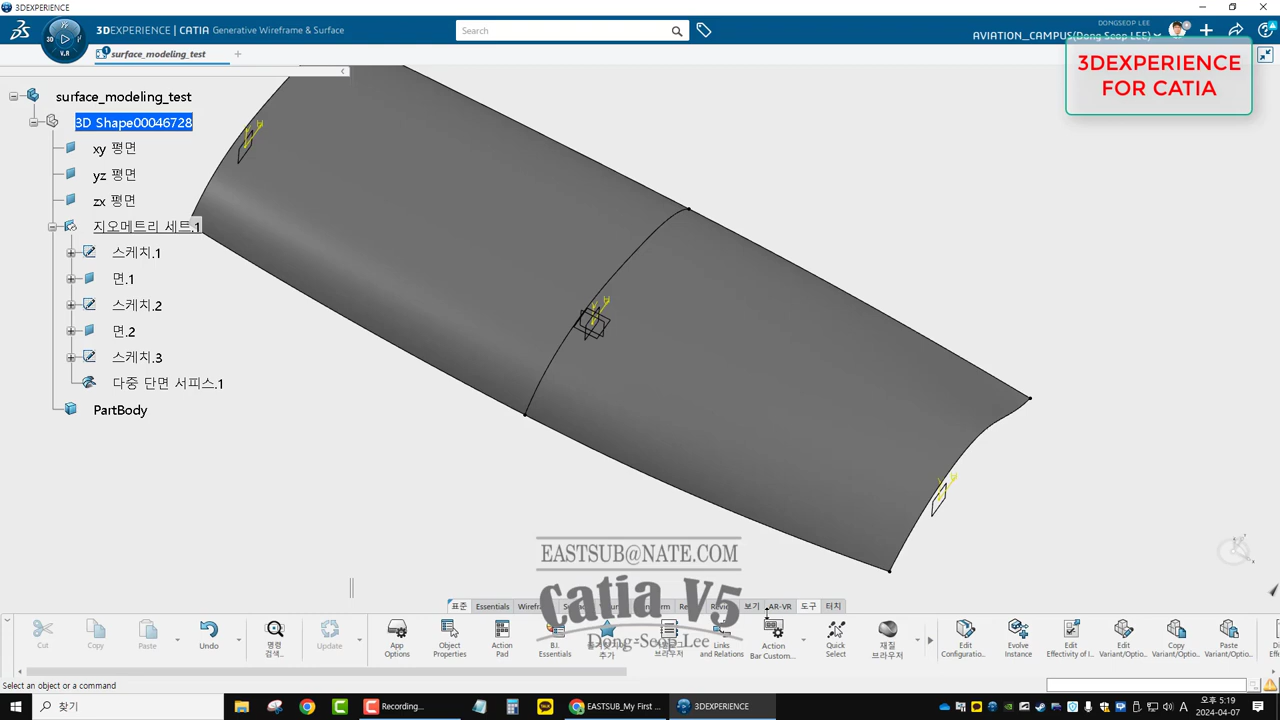 3DEXPERIENCE
3DEXPERIENCE | CATIA Generative Wireframe & Surface
Search
DONGSEOP LEE
AVIATION_CAMPUS(Dong Seop LEE)
3D
V.R
surface_modeling_test
3DEXPERIENCE
FOR CATIA
surface_modeling_test
3D Shape00046728
xy 평면
yz 평면
zx 평면
지오메트리 세트.1
스케치.1
면.1
스케치.2
면.2
스케치.3
다중 단면 서피스.1
PartBody
EASTSUB@NATE.COM
Catia V5
Dong-Seop Lee
표준 Essentials 보기 AR-VR 도구 터치
Cut
Copy
Paste
Undo
명령
검색...
Update
App
Options
Object
Properties
Action
Pad
B.I.
Essentials
Links
and Relations
Action
Bar Custom...
Quick
Select
재질
브라우저
Edit
Configuratio...
Evolve
Instance
Edit
Effectivity of I...
Edit
Variant/Optio...
Copy
Variant/Optio...
Paste
Variant/Optio...
Select an object or a command
찾기
Recording...
EASTSUB_My First ...
3DEXPERIENCE
A
오후 5:19
2024-04-07